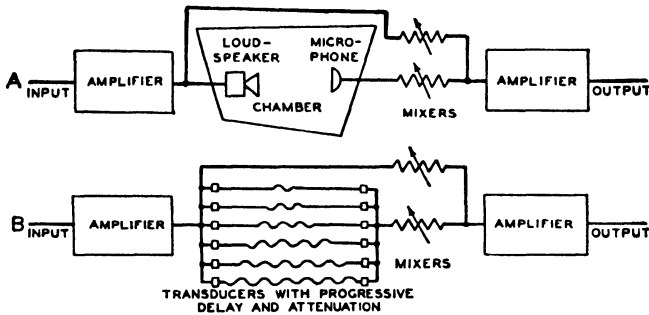 LOUD-
SPEAKER
MICRO-
PHONE
A
INPUT
AMPLIFIER
CHAMBER
MIXERS
AMPLIFIER
OUTPUT
B
INPUT
AMPLIFIER
MIXERS
AMPLIFIER
OUTPUT
TRANSDUCERS WITH PROGRESSIVE
DELAY AND ATTENUATION